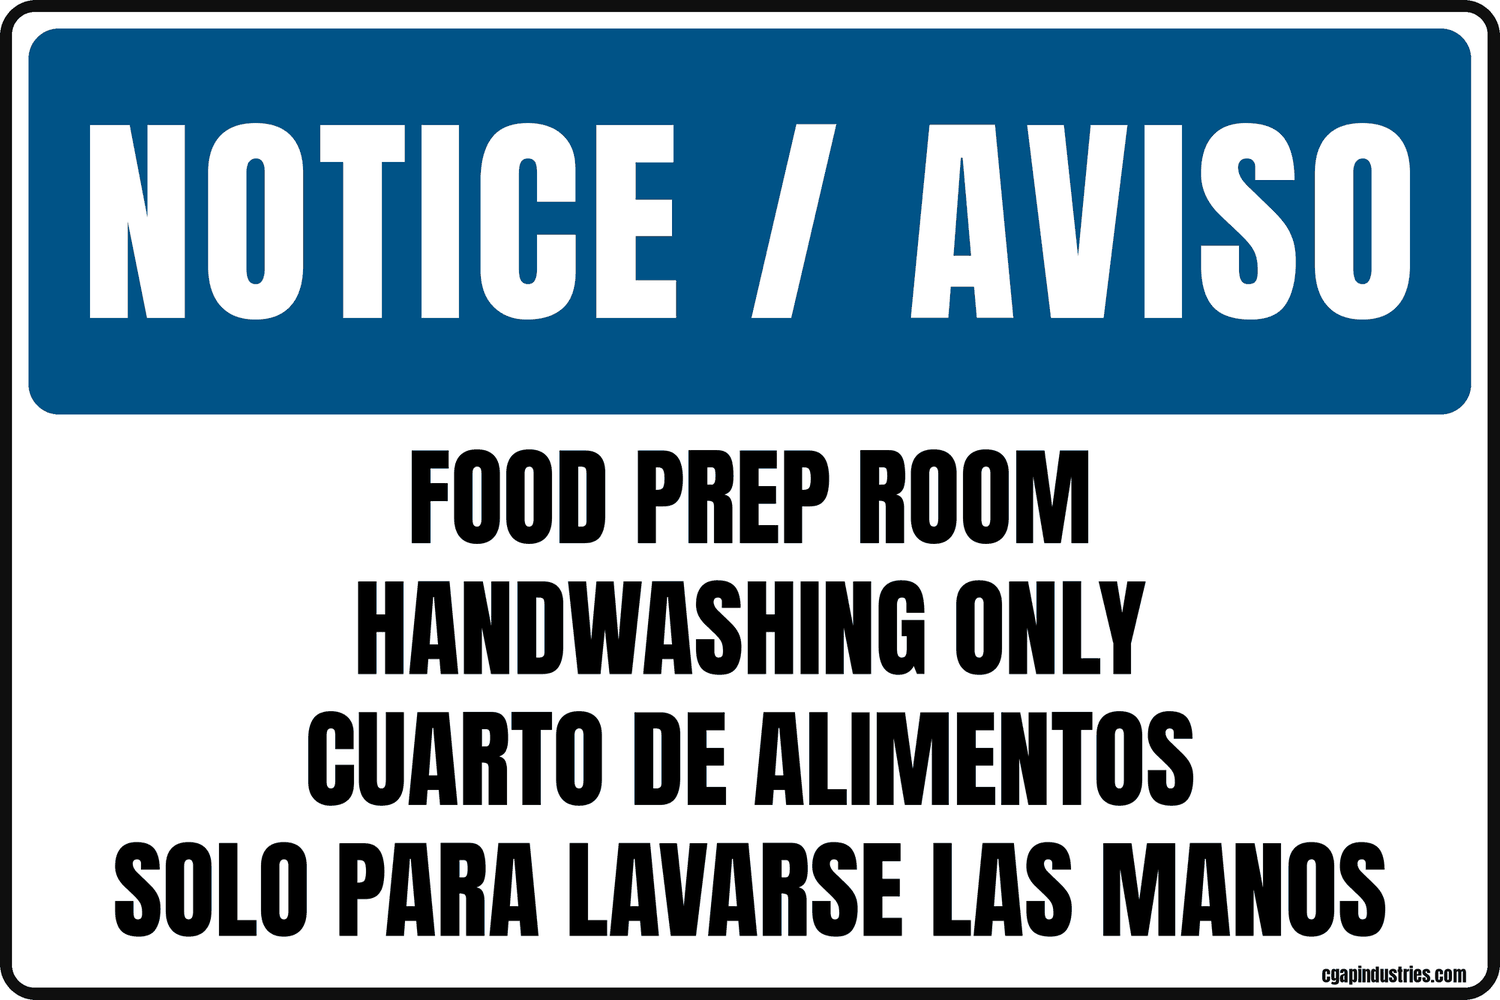 NOTICE / AVISO
FOOD PREP ROOM
HANDWASHING ONLY
CUARTO DE ALIMENTOS
SOLO PARA LAVARSE LAS MANOS
cgapindustries.com